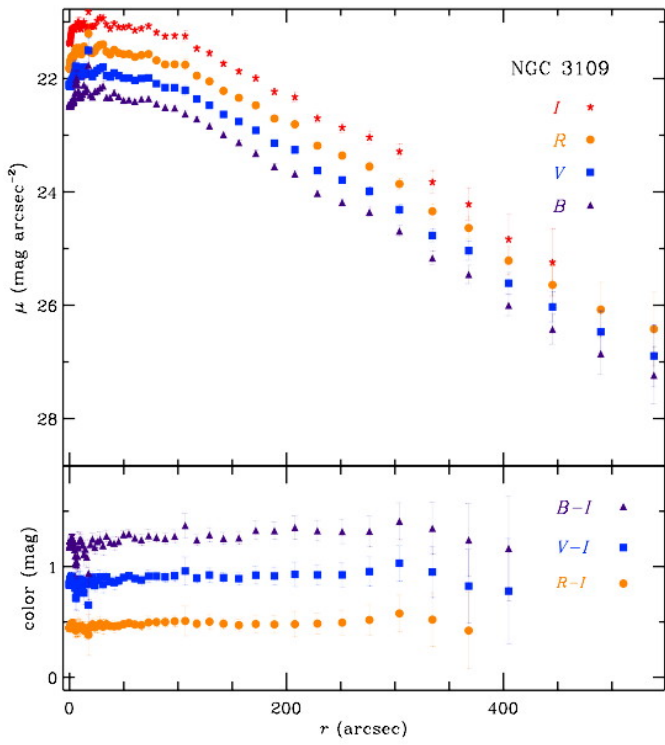 NGC 3109
I
R
V
B
22
24
26
28
μ (mag arcsec⁻²)
B-I
V-I
R-I
1
0
color (mag)
0
200
400
r (arcsec)